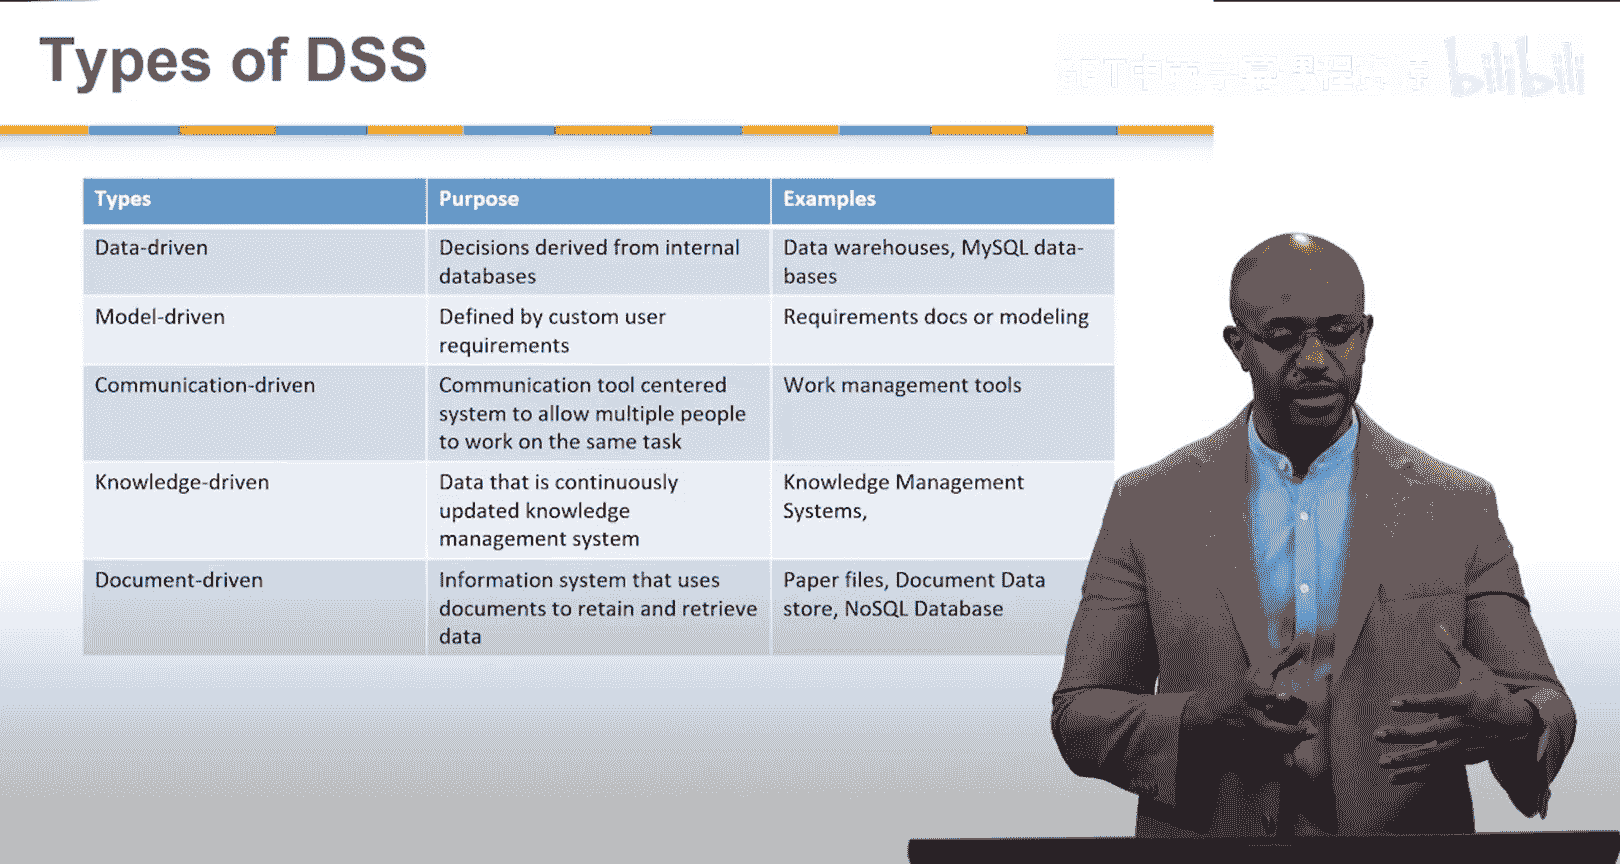 Types of DSS
bilibili
Types Purpose Examples
Data-driven Decisions derived from internal Data warehouses, MySQL data-
databases bases
Model-driven Defined by custom user Requirements docs or modeling
requirements
Communication-driven Communication tool centered Work management tools
system to allow multiple people
to work on the same task
Knowledge-driven Data that is continuously Knowledge Management
updated knowledge Systems,
management system
Document-driven Information system that uses Paper files, Document Data
documents to retain and retrieve store, NoSQL Database
data